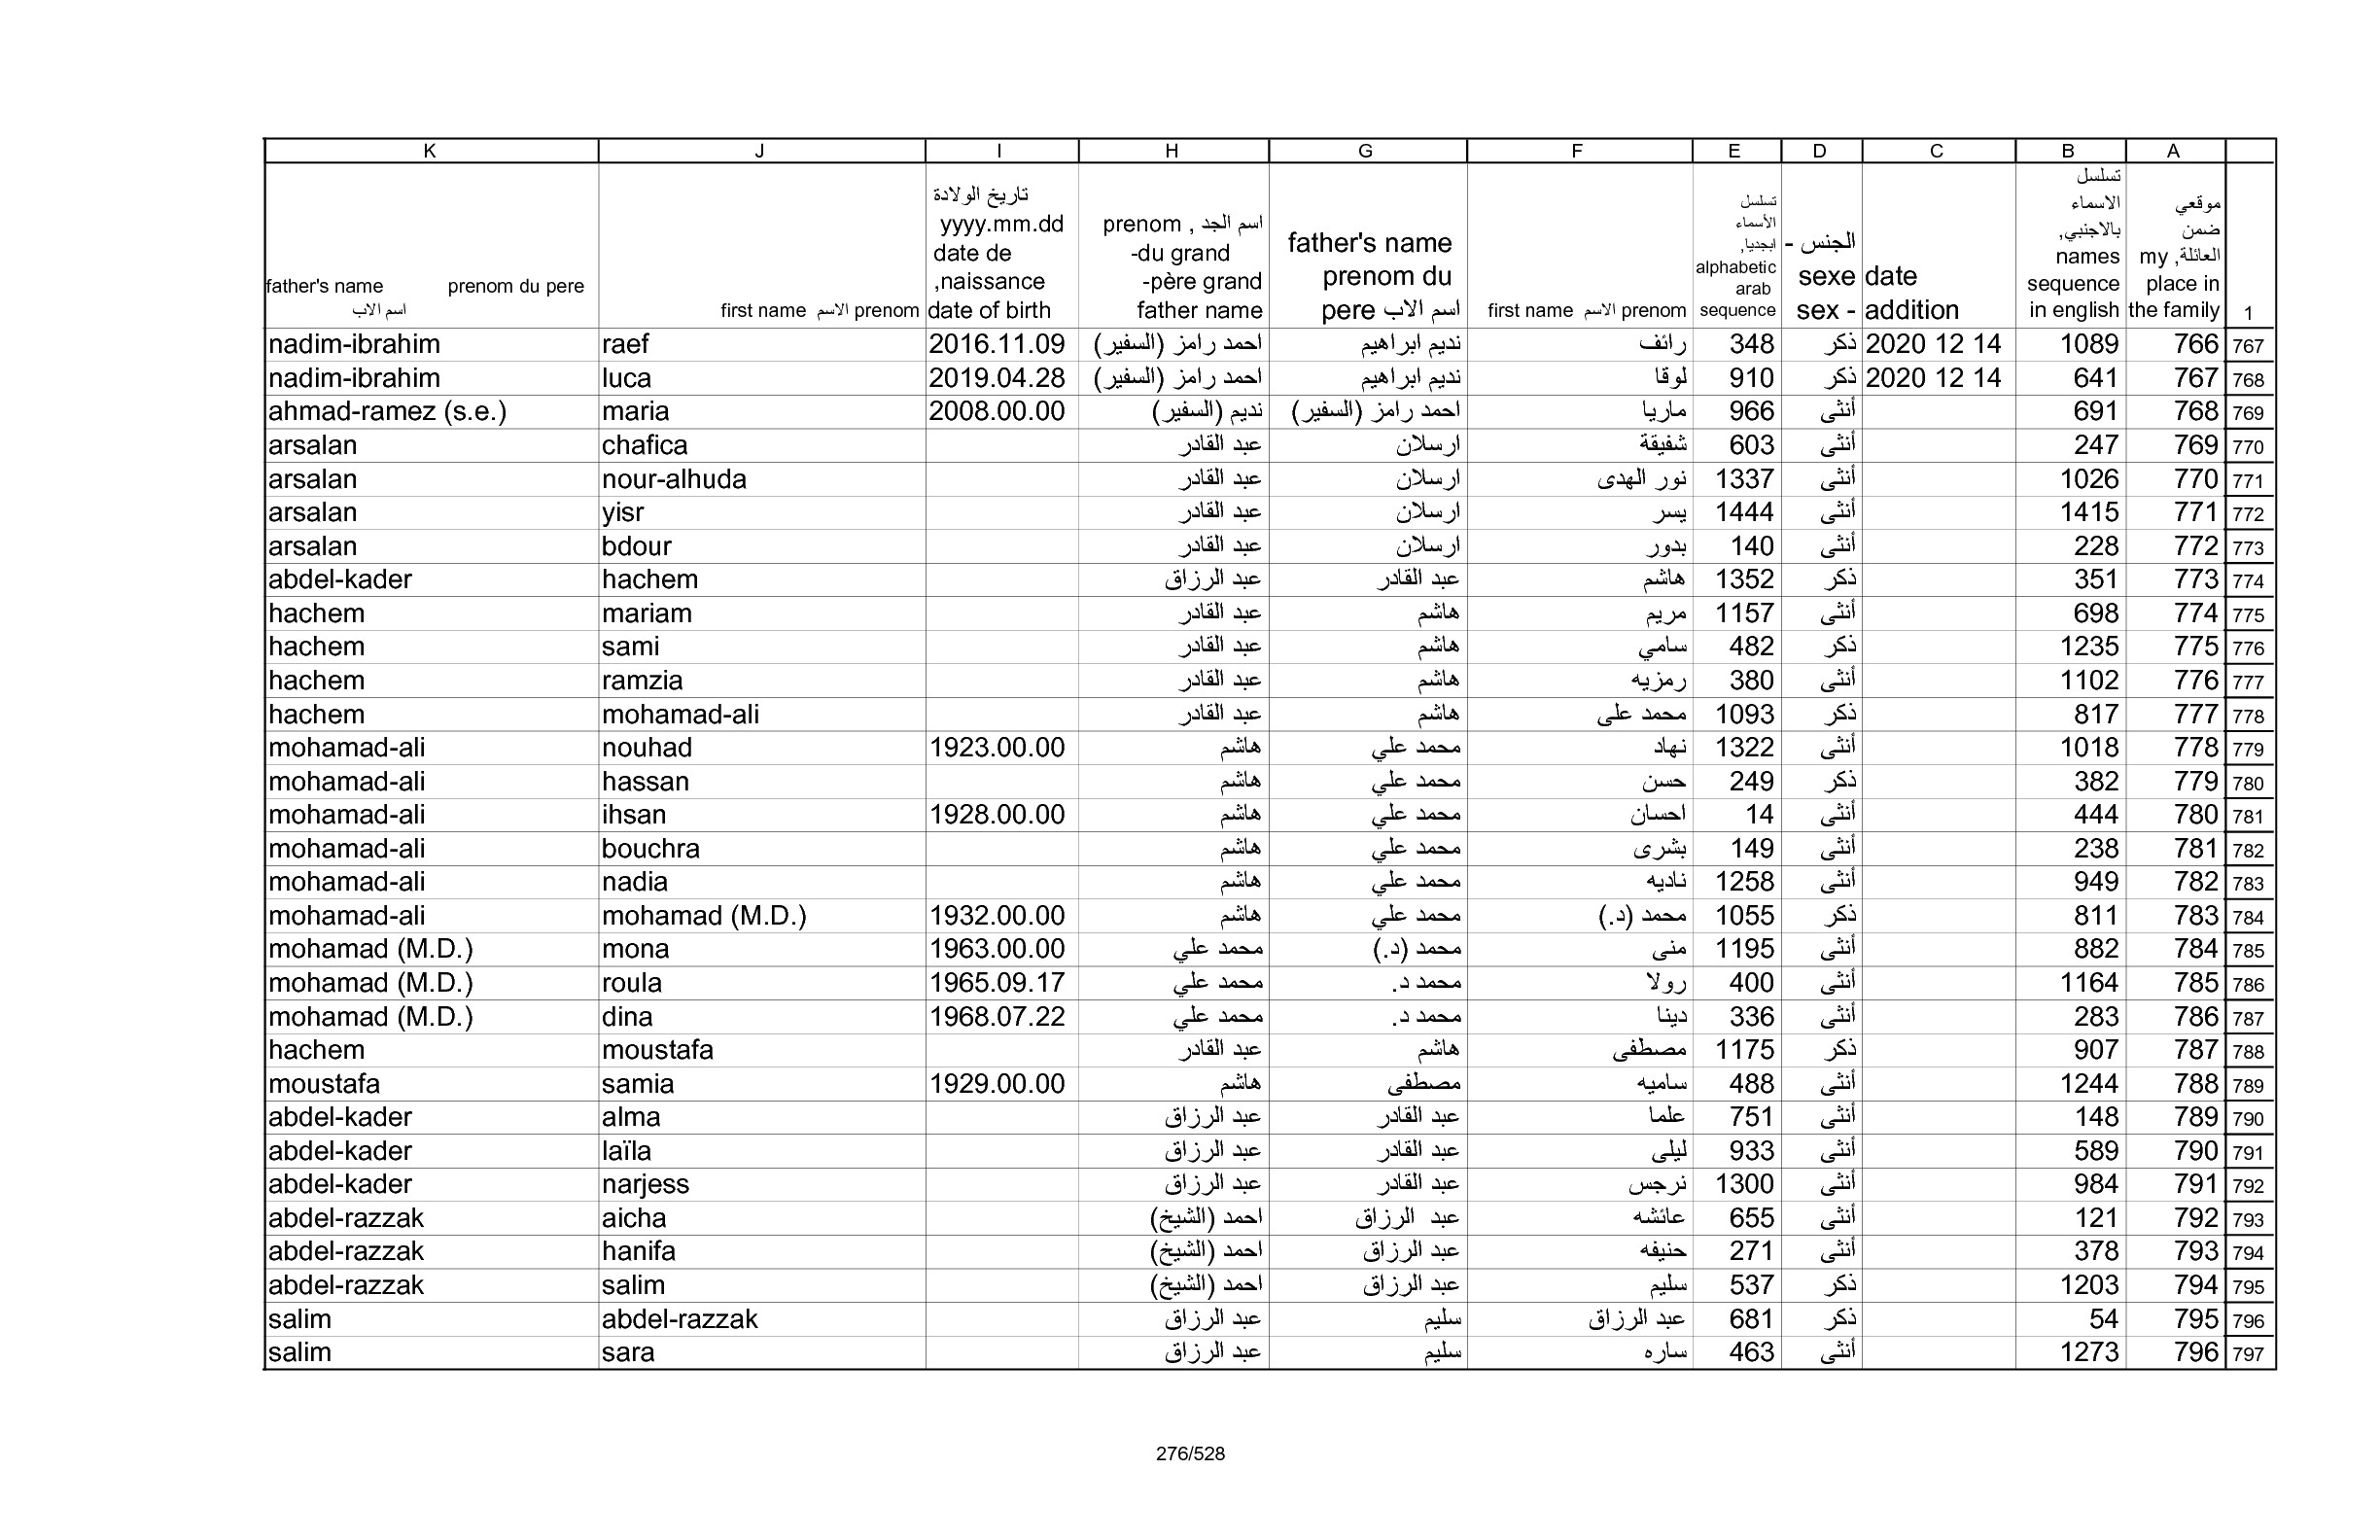 K J I H G F E D C B A
father's name prenom du pere اسم الاب
first name الاسم prenom
تاريخ الولادة yyyy.mm.dd date de naissance, date of birth
اسم الجد , prenom du grand- père grand- father name
father's name prenom du pere اسم الاب
first name الاسم prenom
تسلسل الأسماء ابجديا, alphabetic arab sequence
الجنس - sexe sex -
date addition
تسلسل الاسماء بالاجنبي, names sequence in english
موقعي ضمن العائلة, my place in the family
1
nadim-ibrahim raef 2016.11.09 احمد رامز (السفير) نديم ابراهيم رائف 348 ذكر 2020 12 14 1089 766 767
nadim-ibrahim luca 2019.04.28 احمد رامز (السفير) نديم ابراهيم لوقا 910 ذكر 2020 12 14 641 767 768
ahmad-ramez (s.e.) maria 2008.00.00 نديم (السفير) احمد رامز (السفير) ماريا 966 أنثى 691 768 769
arsalan chafica عبد القادر ارسلان شفيقة 603 أنثى 247 769 770
arsalan nour-alhuda عبد القادر ارسلان نور الهدى 1337 أنثى 1026 770 771
arsalan yisr عبد القادر ارسلان يسر 1444 أنثى 1415 771 772
arsalan bdour عبد القادر ارسلان بدور 140 أنثى 228 772 773
abdel-kader hachem عبد الرزاق عبد القادر هاشم 1352 ذكر 351 773 774
hachem mariam عبد القادر هاشم مريم 1157 أنثى 698 774 775
hachem sami عبد القادر هاشم سامي 482 ذكر 1235 775 776
hachem ramzia عبد القادر هاشم رمزيه 380 أنثى 1102 776 777
hachem mohamad-ali عبد القادر هاشم محمد على 1093 ذكر 817 777 778
mohamad-ali nouhad 1923.00.00 هاشم محمد علي نهاد 1322 أنثى 1018 778 779
mohamad-ali hassan هاشم محمد علي حسن 249 ذكر 382 779 780
mohamad-ali ihsan 1928.00.00 هاشم محمد علي احسان 14 أنثى 444 780 781
mohamad-ali bouchra هاشم محمد علي بشرى 149 أنثى 238 781 782
mohamad-ali nadia هاشم محمد علي ناديه 1258 أنثى 949 782 783
mohamad-ali mohamad (M.D.) 1932.00.00 هاشم محمد علي محمد (د.) 1055 ذكر 811 783 784
mohamad (M.D.) mona 1963.00.00 محمد علي محمد (د.) منى 1195 أنثى 882 784 785
mohamad (M.D.) roula 1965.09.17 محمد علي محمد د. رولا 400 أنثى 1164 785 786
mohamad (M.D.) dina 1968.07.22 محمد علي محمد د. دينا 336 أنثى 283 786 787
hachem moustafa عبد القادر هاشم مصطفى 1175 ذكر 907 787 788
moustafa samia 1929.00.00 هاشم مصطفى ساميه 488 أنثى 1244 788 789
abdel-kader alma عبد الرزاق عبد القادر علما 751 أنثى 148 789 790
abdel-kader laïla عبد الرزاق عبد القادر ليلى 933 أنثى 589 790 791
abdel-kader narjess عبد الرزاق عبد القادر نرجس 1300 أنثى 984 791 792
abdel-razzak aicha احمد (الشيخ) عبد الرزاق عائشه 655 أنثى 121 792 793
abdel-razzak hanifa احمد (الشيخ) عبد الرزاق حنيفه 271 أنثى 378 793 794
abdel-razzak salim احمد (الشيخ) عبد الرزاق سليم 537 ذكر 1203 794 795
salim abdel-razzak عبد الرزاق سليم عبد الرزاق 681 ذكر 54 795 796
salim sara عبد الرزاق سليم ساره 463 أنثى 1273 796 797
276/528